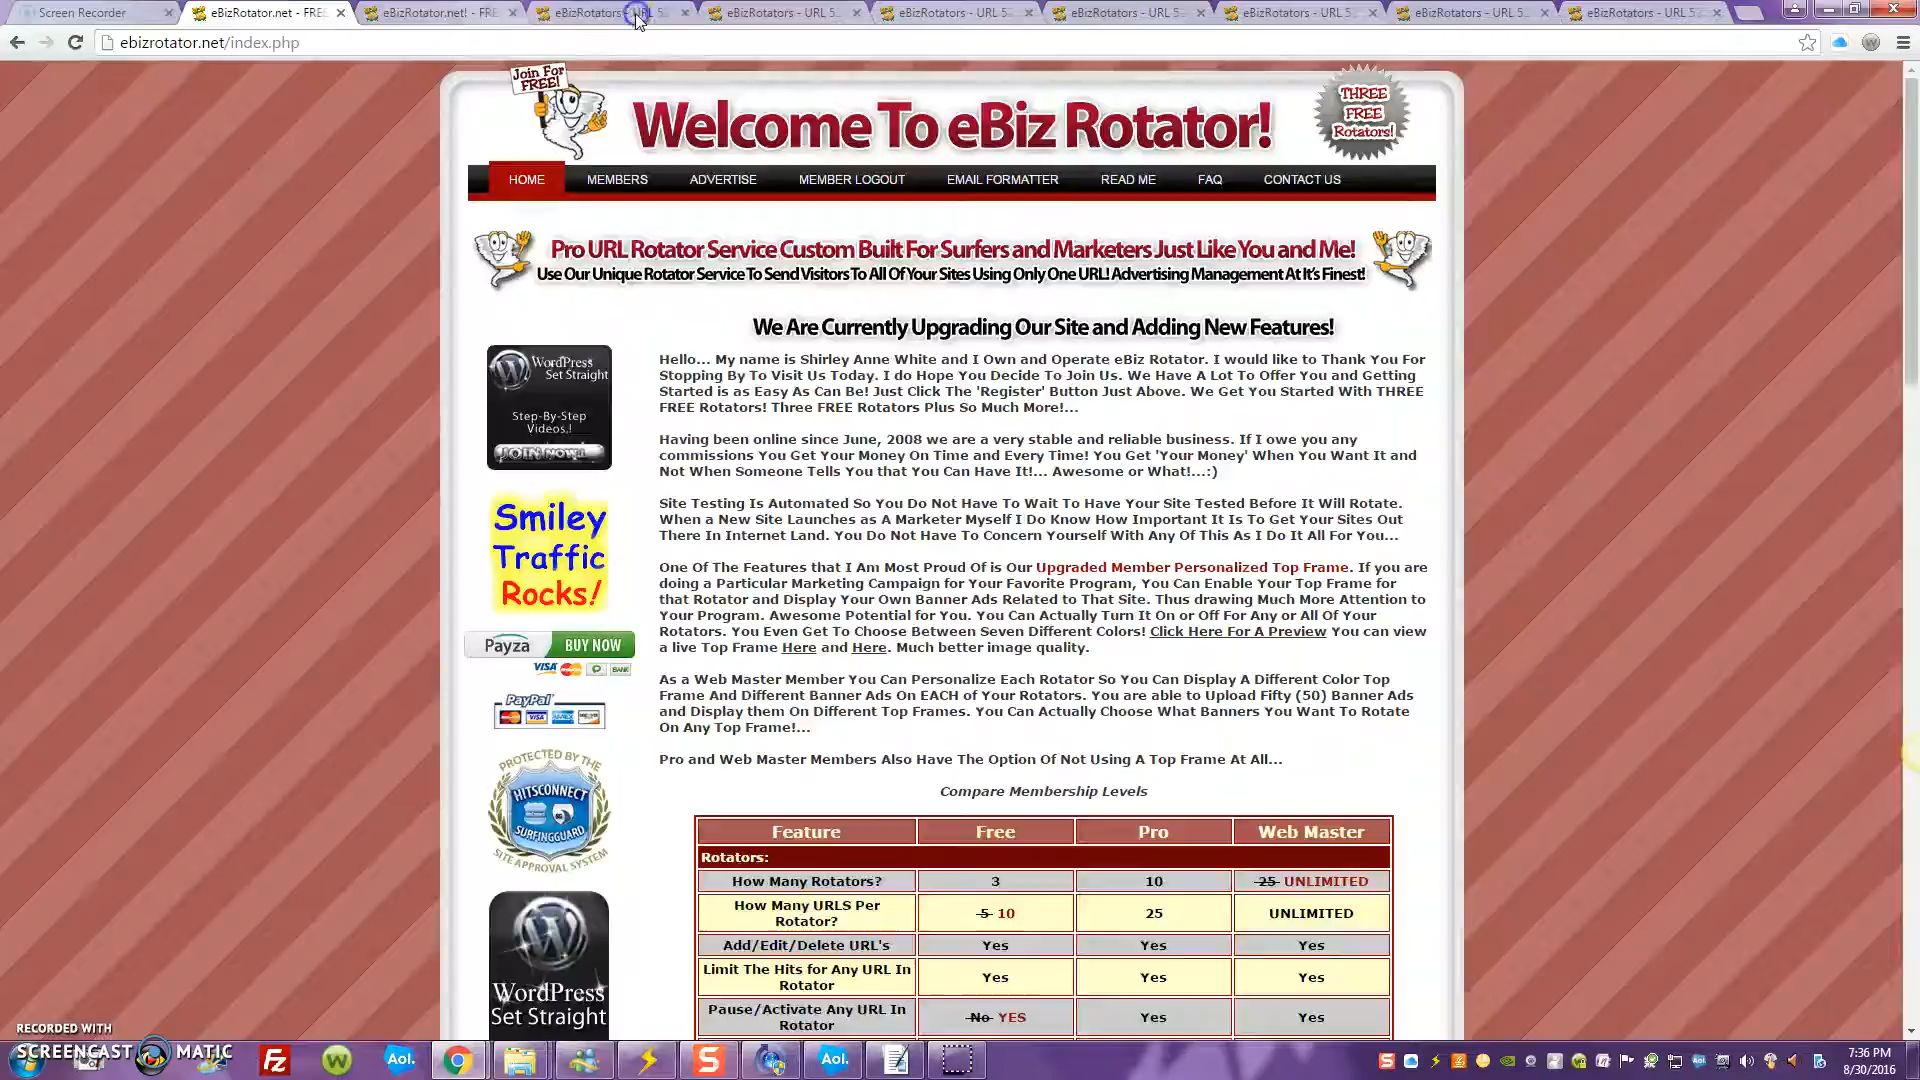 Screen Recorder
eBizRotator.net - FREE
eBizRotator.net! - FRE
eBizRotators - URL 5
eBizRotators - URL 5
eBizRotators - URL 5
eBizRotators - URL 5
eBizRotators - URL 5
eBizRotators - URL 5
eBizRotators - URL 5
ebizrotator.net/index.php
Join For
FREE!
Welcome To eBiz Rotator!
THREE
FREE
Rotators!
HOME MEMBERS ADVERTISE MEMBER LOGOUT EMAIL FORMATTER READ ME FAQ CONTACT US
Pro URL Rotator Service Custom Built For Surfers and Marketers Just Like You and Me!
Use Our Unique Rotator Service To Send Visitors To All Of Your Sites Using Only One URL! Advertising Management At It's Finest!
We Are Currently Upgrading Our Site and Adding New Features!
Hello... My name is Shirley Anne White and I Own and Operate eBiz Rotator. I would like to Thank You For
Stopping By To Visit Us Today. I do Hope You Decide To Join Us. We Have A Lot To Offer You and Getting
Started is as Easy As Can Be! Just Click The 'Register' Button Just Above. We Get You Started With THREE
FREE Rotators! Three FREE Rotators Plus So Much More!...
Having been online since June, 2008 we are a very stable and reliable business. If I owe you any
commissions You Get Your Money On Time and Every Time! You Get 'Your Money' When You Want It and
Not When Someone Tells You that You Can Have It!... Awesome or What!...:)
Site Testing Is Automated So You Do Not Have To Wait To Have Your Site Tested Before It Will Rotate.
When a New Site Launches as A Marketer Myself I Do Know How Important It Is To Get Your Sites Out
There In Internet Land. You Do Not Have To Concern Yourself With Any Of This As I Do It All For You...
One Of The Features that I Am Most Proud Of is Our Upgraded Member Personalized Top Frame. If you are
doing a Particular Marketing Campaign for Your Favorite Program, You Can Enable Your Top Frame for
that Rotator and Display Your Own Banner Ads Related to That Site. Thus drawing Much More Attention to
Your Program. Awesome Potential for You. You Can Actually Turn It On or Off For Any or All Of Your
Rotators. You Even Get To Choose Between Seven Different Colors! Click Here For A Preview You can view
a live Top Frame Here and Here. Much better image quality.
As a Web Master Member You Can Personalize Each Rotator So You Can Display A Different Color Top
Frame And Different Banner Ads On EACH of Your Rotators. You are able to Upload Fifty (50) Banner Ads
and Display them On Different Top Frames. You Can Actually Choose What Banners You Want To Rotate
On Any Top Frame!...
Pro and Web Master Members Also Have The Option Of Not Using A Top Frame At All...
Compare Membership Levels
Feature Free Pro Web Master
Rotators:
How Many Rotators? 3 10 25 UNLIMITED
How Many URLS Per
Rotator? 5 10 25 UNLIMITED
Add/Edit/Delete URL's Yes Yes Yes
Limit The Hits for Any URL In
Rotator Yes Yes Yes
Pause/Activate Any URL In
Rotator No YES Yes Yes
WordPress
Set Straight
Step-By-Step
Videos,!
JOIN NOW!
Smiley
Traffic
Rocks!
Payza BUY NOW
VISA BANK
PayPal
VISA AMEX
PROTECTED BY THE
HITSCONNECT
SURFINGGUARD
SITE APPROVAL SYSTEM
WordPress
Set Straight
RECORDED WITH
SCREENCAST MATIC
Aol.
Aol.
7:36 PM
8/30/2016